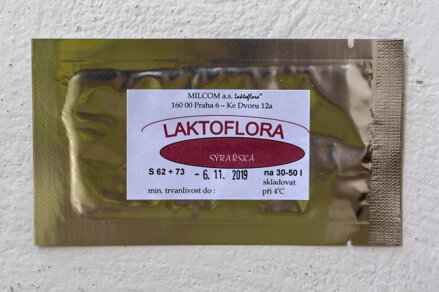 MILCOM a.s. Laktoflora®
160 00 Praha 6 – Ke Dvoru 12a
LAKTOFLORA
SÝRAŘSKÁ
S 62 + 73 - 6. 11. 2019 na 30-50 l
skladovat
min. trvanlivost do : při 4°C